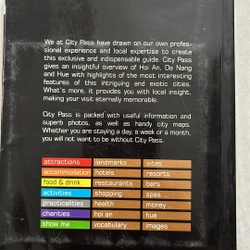 We at City Pass have drawn on our own profes-
sional experience and local expertise to create
this exclusive and indispensable guide. City Pass
gives an insightful overview of Hoi An, Da Nang
and Hue with highlights of the most interesting
features of this intriguing and exotic cities.
What's more, it provides you with local insight,
making your visit eternally memorable.
City Pass is packed with useful information and
superb photos, as well as handy city maps.
Whether you are staying a day, a week or a month,
you will not want to be without City Pass.
attractions landmarks sites
accommodation hotels resorts
food & drink restaurants bars
activities shopping spas
practicalities health money
charities hoi an hue
show me vocabulary images